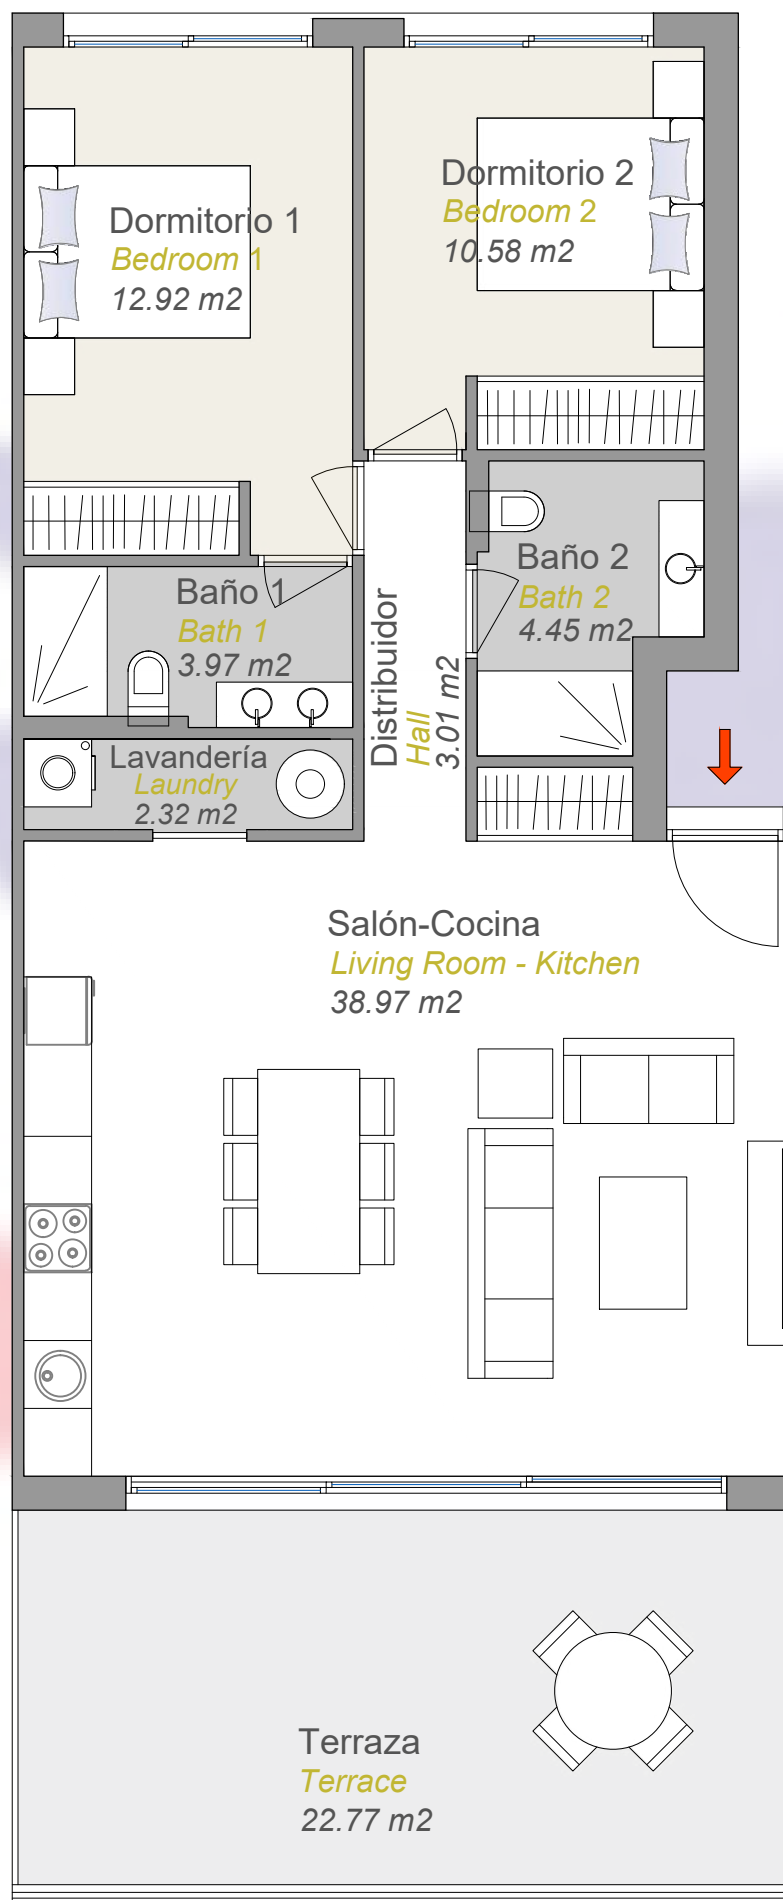 Dormitorio 1
Bedroom 1
12.92 m2
Dormitorio 2
Bedroom 2
10.58 m2
Baño 1
Bath 1
3.97 m2
Baño 2
Bath 2
4.45 m2
Distribuidor
Hall
3.01 m2
Lavandería
Laundry
2.32 m2
Salón-Cocina
Living Room - Kitchen
38.97 m2
Terraza
Terrace
22.77 m2